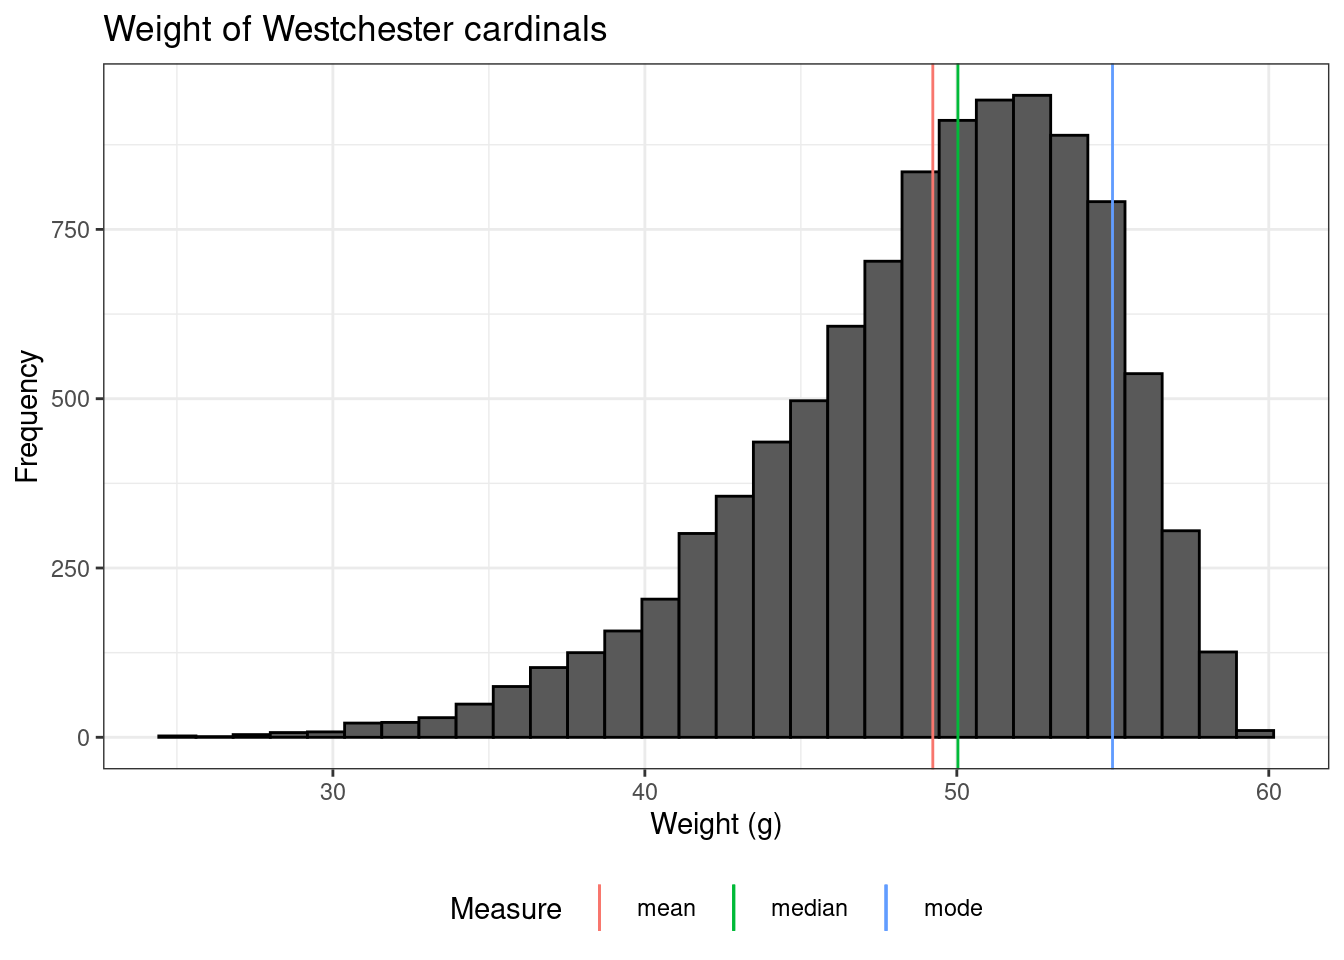 Weight of Westchester cardinals
Frequency
750
500
250
0
30 40 50 60
Weight (g)
Measure mean median mode